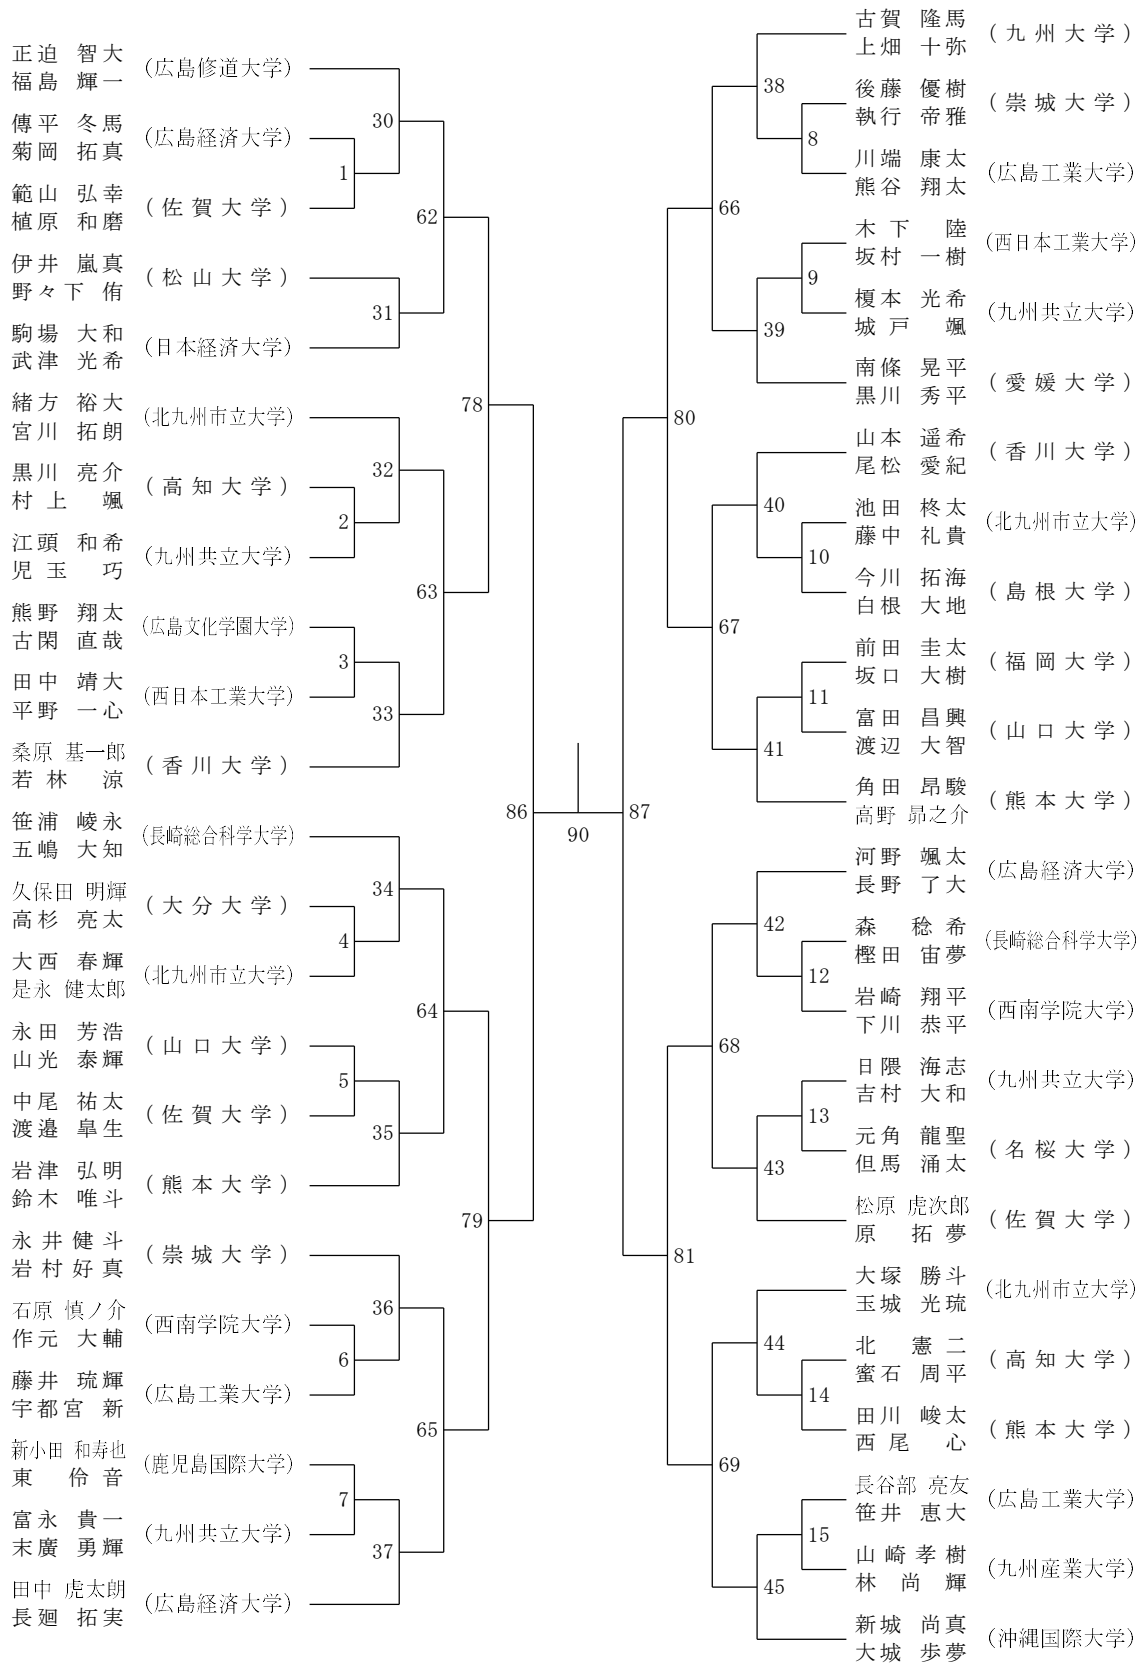 正迫 智大
福島 輝一
(広島修道大学)
傳平 冬馬
菊岡 拓真
(広島経済大学)
範山 弘幸
植原 和磨
(佐賀大学)
伊井 嵐真
野々下 侑
(松山大学)
駒場 大和
武津 光希
(日本経済大学)
緒方 裕大
宮川 拓朗
(北九州市立大学)
黒川 亮介
村上 颯
(高知大学)
江頭 和希
児玉 巧
(九州共立大学)
熊野 翔太
古閑 直哉
(広島文化学園大学)
田中 靖大
平野 一心
(西日本工業大学)
桑原 基一郎
若林 涼
(香川大学)
笹浦 崚永
五嶋 大知
(長崎総合科学大学)
久保田 明輝
高杉 亮太
(大分大学)
大西 春輝
是永 健太郎
(北九州市立大学)
永田 芳浩
山光 泰輝
(山口大学)
中尾 祐太
渡邉 皐生
(佐賀大学)
岩津 弘明
鈴木 唯斗
(熊本大学)
永井健斗
岩村好真
(崇城大学)
石原 慎ノ介
作元 大輔
(西南学院大学)
藤井 琉輝
宇都宮 新
(広島工業大学)
新小田 和寿也
東 伶音
(鹿児島国際大学)
富永 貴一
末廣 勇輝
(九州共立大学)
田中 虎太朗
長廻 拓実
(広島経済大学)
1
2
3
4
5
6
7
30
31
32
33
34
35
36
37
62
63
64
65
78
79
86
90
87
80
81
66
67
68
69
38
39
40
41
42
43
44
45
8
9
10
11
12
13
14
15
古賀 隆馬
上畑 十弥
(九州大学)
後藤 優樹
執行 帝雅
(崇城大学)
川端 康太
熊谷 翔太
(広島工業大学)
木下 陸
坂村 一樹
(西日本工業大学)
榎本 光希
城戸 颯
(九州共立大学)
南條 晃平
黒川 秀平
(愛媛大学)
山本 遥希
尾松 愛紀
(香川大学)
池田 柊太
藤中 礼貴
(北九州市立大学)
今川 拓海
白根 大地
(島根大学)
前田 圭太
坂口 大樹
(福岡大学)
富田 昌興
渡辺 大智
(山口大学)
角田 昂駿
高野 昴之介
(熊本大学)
河野 颯太
長野 了大
(広島経済大学)
森 稔希
樫田 宙夢
(長崎総合科学大学)
岩崎 翔平
下川 恭平
(西南学院大学)
日隈 海志
吉村 大和
(九州共立大学)
元角 龍聖
但馬 涌太
(名桜大学)
松原 虎次郎
原 拓夢
(佐賀大学)
大塚 勝斗
玉城 光琉
(北九州市立大学)
北 憲二
蜜石 周平
(高知大学)
田川 峻太
西尾 心
(熊本大学)
長谷部 亮友
笹井 恵大
(広島工業大学)
山崎孝樹
林尚輝
(九州産業大学)
新城 尚真
大城 歩夢
(沖縄国際大学)